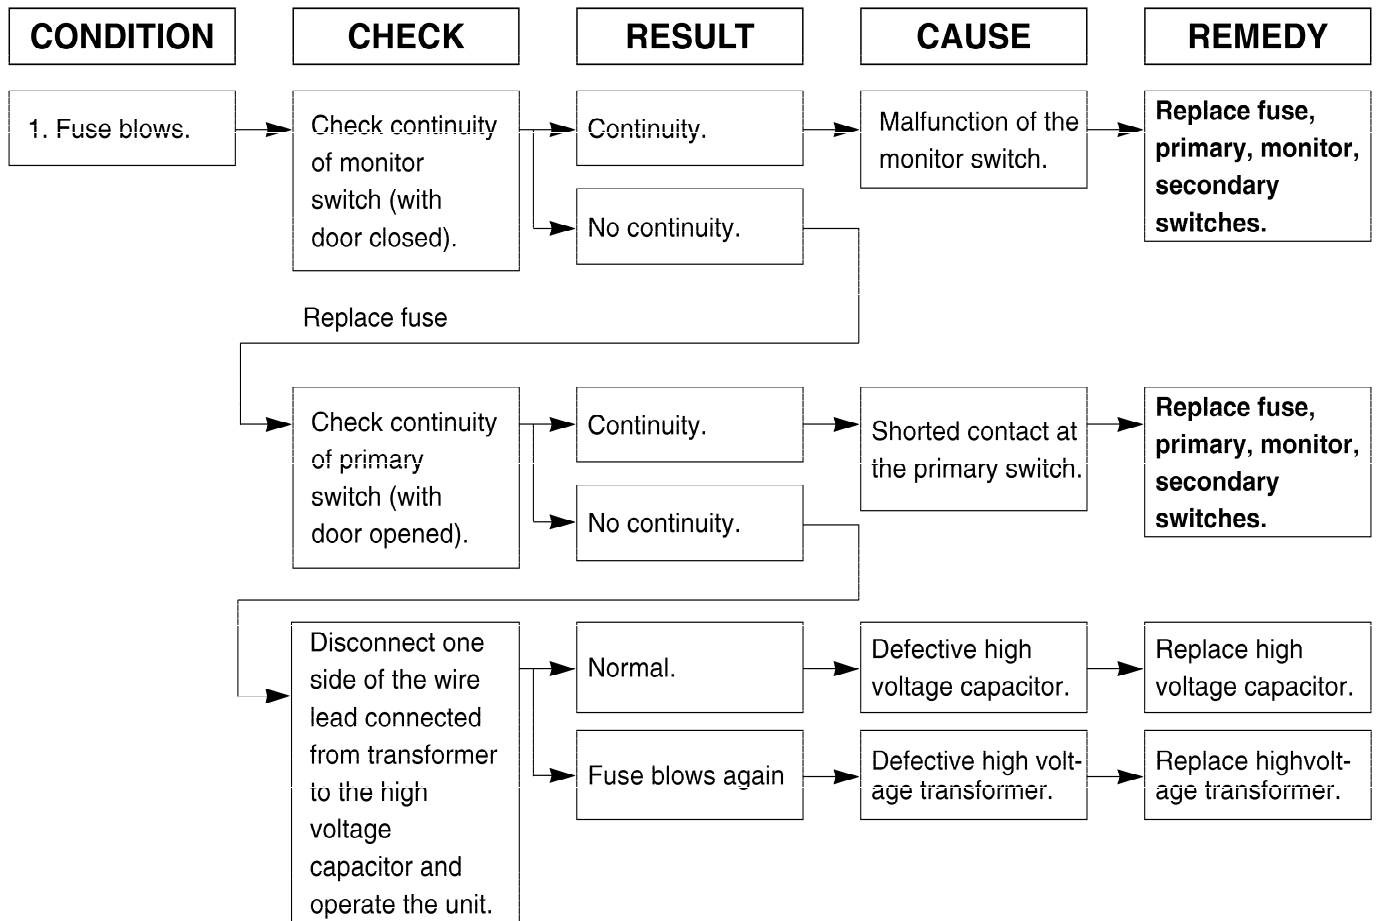 CONDITION
CHECK
RESULT
CAUSE
REMEDY
1. Fuse blows.
Check continuity
of monitor
switch (with
door closed).
Continuity.
Malfunction of the
monitor switch.
Replace fuse,
primary, monitor,
secondary
switches.
No continuity.
Replace fuse
Check continuity
of primary
switch (with
door opened).
Continuity.
Shorted contact at
the primary switch.
Replace fuse,
primary, monitor,
secondary
switches.
No continuity.
Disconnect one
side of the wire
lead connected
from transformer
to the high
voltage
capacitor and
operate the unit.
Normal.
Defective high
voltage capacitor.
Replace high
voltage capacitor.
Fuse blows again
Defective high volt-
age transformer.
Replace highvolt-
age transformer.